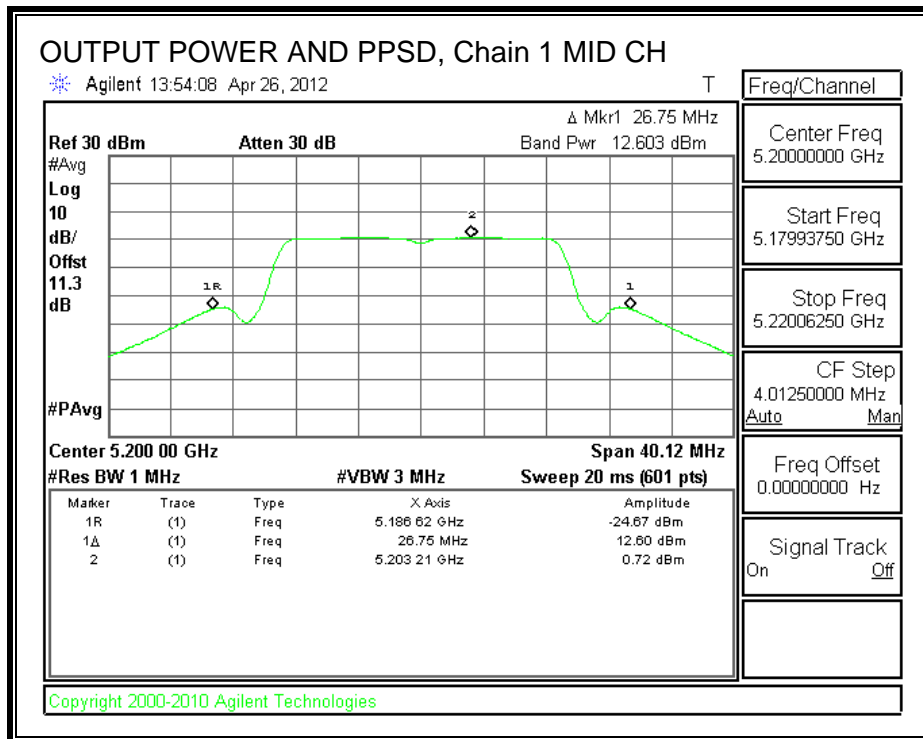 OUTPUT POWER AND PPSD, Chain 1 MID CH
Agilent 13:54:08 Apr 26, 2012 T
Freq/Channel
Δ Mkr1 26.75 MHz
Ref 30 dBm Atten 30 dB Band Pwr 12.603 dBm
#Avg
Log
10
dB/
Offst
11.3
dB
#PAvg
2
1R
1
Center 5.200 00 GHz Span 40.12 MHz
#Res BW 1 MHz #VBW 3 MHz Sweep 20 ms (601 pts)
Marker Trace Type X Axis Amplitude
1R (1) Freq 5.186 62 GHz -24.67 dBm
1Δ (1) Freq 26.75 MHz 12.60 dBm
2 (1) Freq 5.203 21 GHz 0.72 dBm
Center Freq
5.20000000 GHz
Start Freq
5.17993750 GHz
Stop Freq
5.22006250 GHz
CF Step
4.01250000 MHz
Auto Man
Freq Offset
0.00000000 Hz
Signal Track
On Off
Copyright 2000-2010 Agilent Technologies